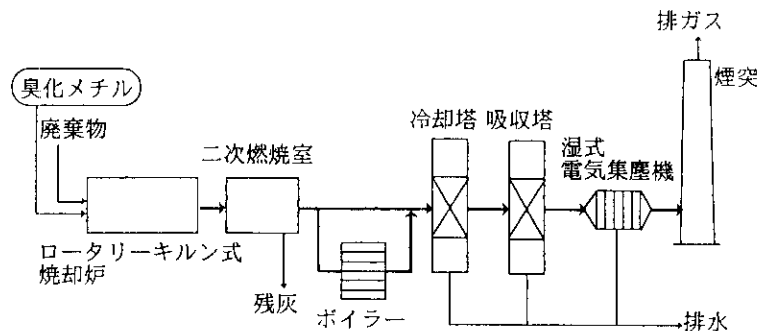 排ガス
煙突
臭化メチル
廃棄物
冷却塔
吸収塔
二次燃焼室
湿式
電気集塵機
ロータリーキルン式
焼却炉
残灰
ボイラー
排水